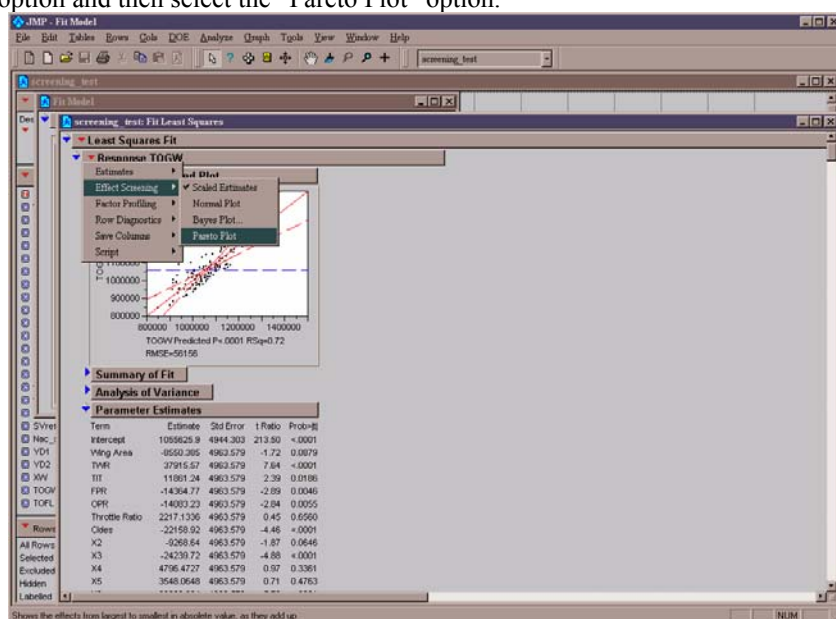 option and then select the "Pareto Plot" option.
JMP - Fit Model
File Edit Tables Rows Cols DOE Analyze Graph Tools View Window Help
screening_test
screening_test
Fit Model
screening_test: Fit Least Squares
Least Squares Fit
Response TOGW
Estimates
Effect Screening
Factor Profiling
Row Diagnostics
Save Columns
Script
Scaled Estimates
Normal Plot
Bayes Plot...
Pareto Plot
Plot
TOGW
1100000
1000000
900000
800000
800000 1000000 1200000 1400000
TOGW Predicted P<.0001 RSq=0.72
RMSE=56156
Summary of Fit
Analysis of Variance
Parameter Estimates
Term Estimate Std Error t Ratio Prob>|t|
Intercept 1055625.9 4944.303 213.50 <.0001
Wing Area -8550.385 4963.579 -1.72 0.0879
TWR 37915.57 4963.579 7.64 <.0001
TIT 11861.24 4963.579 2.39 0.0186
FPR -14364.77 4963.579 -2.89 0.0046
OPR -14083.23 4963.579 -2.84 0.0055
Throttle Ratio 2217.1336 4963.579 0.45 0.6560
Cldes -22158.92 4963.579 -4.46 <.0001
X2 -9268.64 4963.579 -1.87 0.0646
X3 -24239.72 4963.579 -4.88 <.0001
X4 4796.4727 4963.579 0.97 0.3361
X5 3548.0648 4963.579 0.71 0.4763
Des
SVref
Nac_s
YD1
YD2
XW
TOGW
TOFL
Rows
All Rows
Selected
Excluded
Hidden
Labelled
Shows the effects from largest to smallest in absolute value, as they add up
NUM